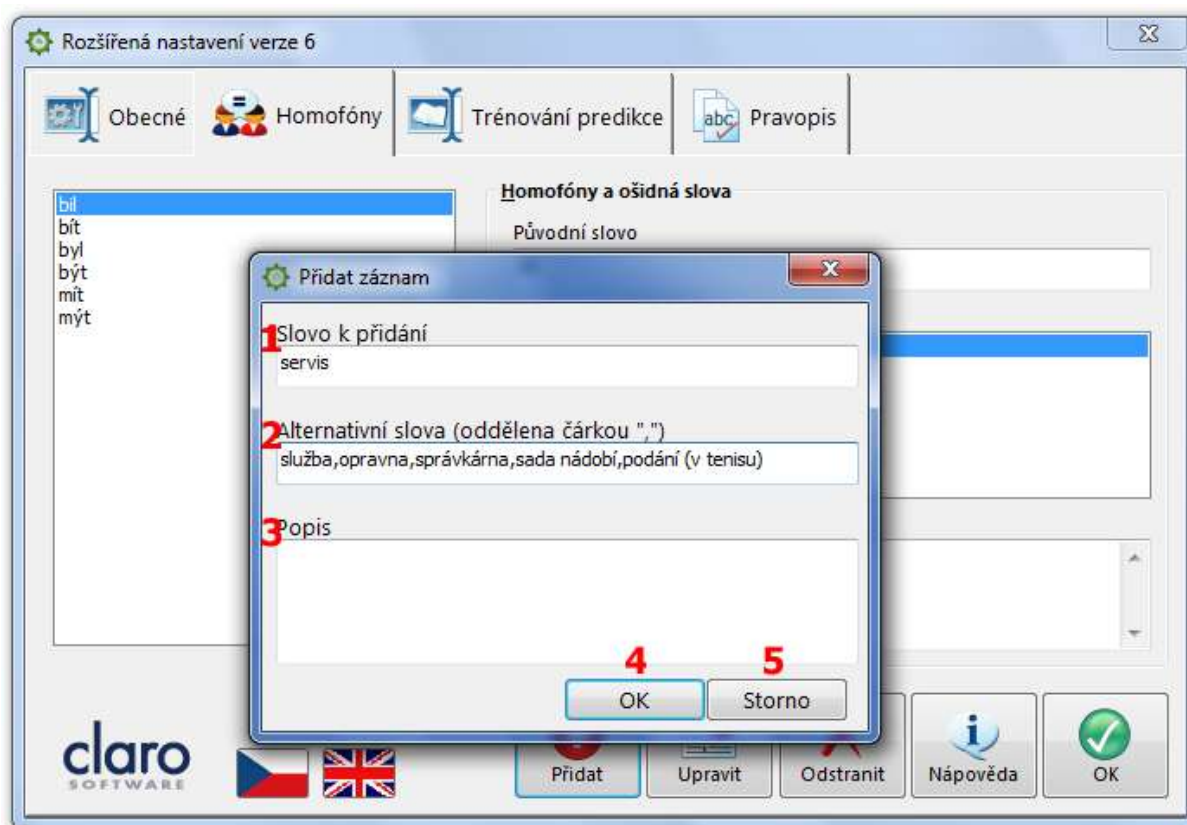 Rozšířená nastavení verze 6
Obecné
Homofóny
Trénování predikce
abc
Pravopis
bil
bít
byl
být
mít
mýt
Homofóny a ošidná slova
Původní slovo
Přidat záznam
1
Slovo k přidání
servis
2
Alternativní slova (oddělena čárkou ",")
služba,opravna,správkárna,sada nádobí,podání (v tenisu)
3
Popis
4
5
OK
Storno
claro
SOFTWARE
Přidat
Upravit
Odstranit
Nápověda
OK